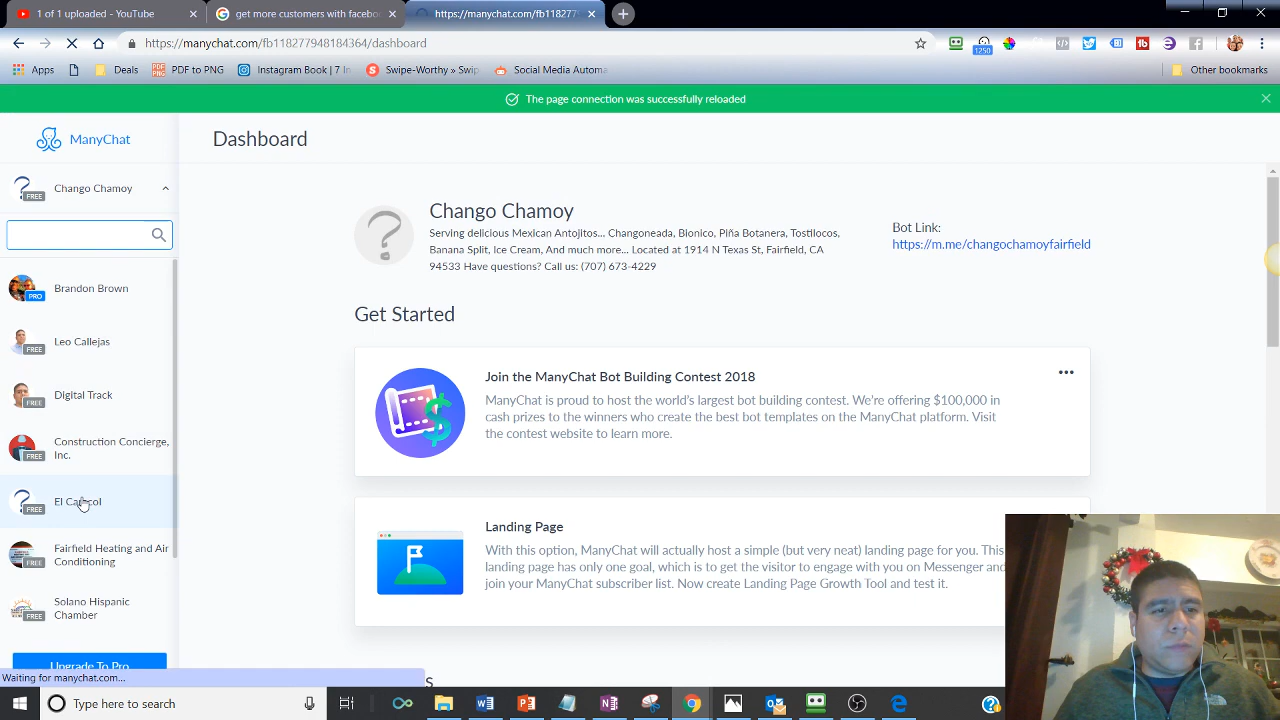 1 of 1 uploaded - YouTube
get more customers with facebo
https://manychat.com/fb118277
https://manychat.com/fb118277948184364/dashboard
1250
Apps
Deals
PDF to PNG
Instagram Book | 7 In
Swipe-Worthy » Swip
Social Media Automa
Other bookmarks
The page connection was successfully reloaded
ManyChat
Dashboard
Chango Chamoy
FREE
Chango Chamoy
Serving delicious Mexican Antojitos... Changoneada, Bionico, Piña Botanera, Tostilocos,
Banana Split, Ice Cream, And much more... Located at 1914 N Texas St, Fairfield, CA
94533 Have questions? Call us: (707) 673-4229
Bot Link:
https://m.me/changochamoyfairfield
Brandon Brown
PRO
Leo Callejas
FREE
Digital Track
FREE
Construction Concierge,
Inc.
FREE
El Caracol
FREE
Fairfield Heating and Air
Conditioning
FREE
Solano Hispanic
Chamber
FREE
Upgrade To Pro
Get Started
Join the ManyChat Bot Building Contest 2018
ManyChat is proud to host the world's largest bot building contest. We're offering $100,000 in
cash prizes to the winners who create the best bot templates on the ManyChat platform. Visit
the contest website to learn more.
Landing Page
With this option, ManyChat will actually host a simple (but very neat) landing page for you. This
landing page has only one goal, which is to get the visitor to engage with you on Messenger and
join your ManyChat subscriber list. Now create Landing Page Growth Tool and test it.
Waiting for manychat.com...
Type here to search